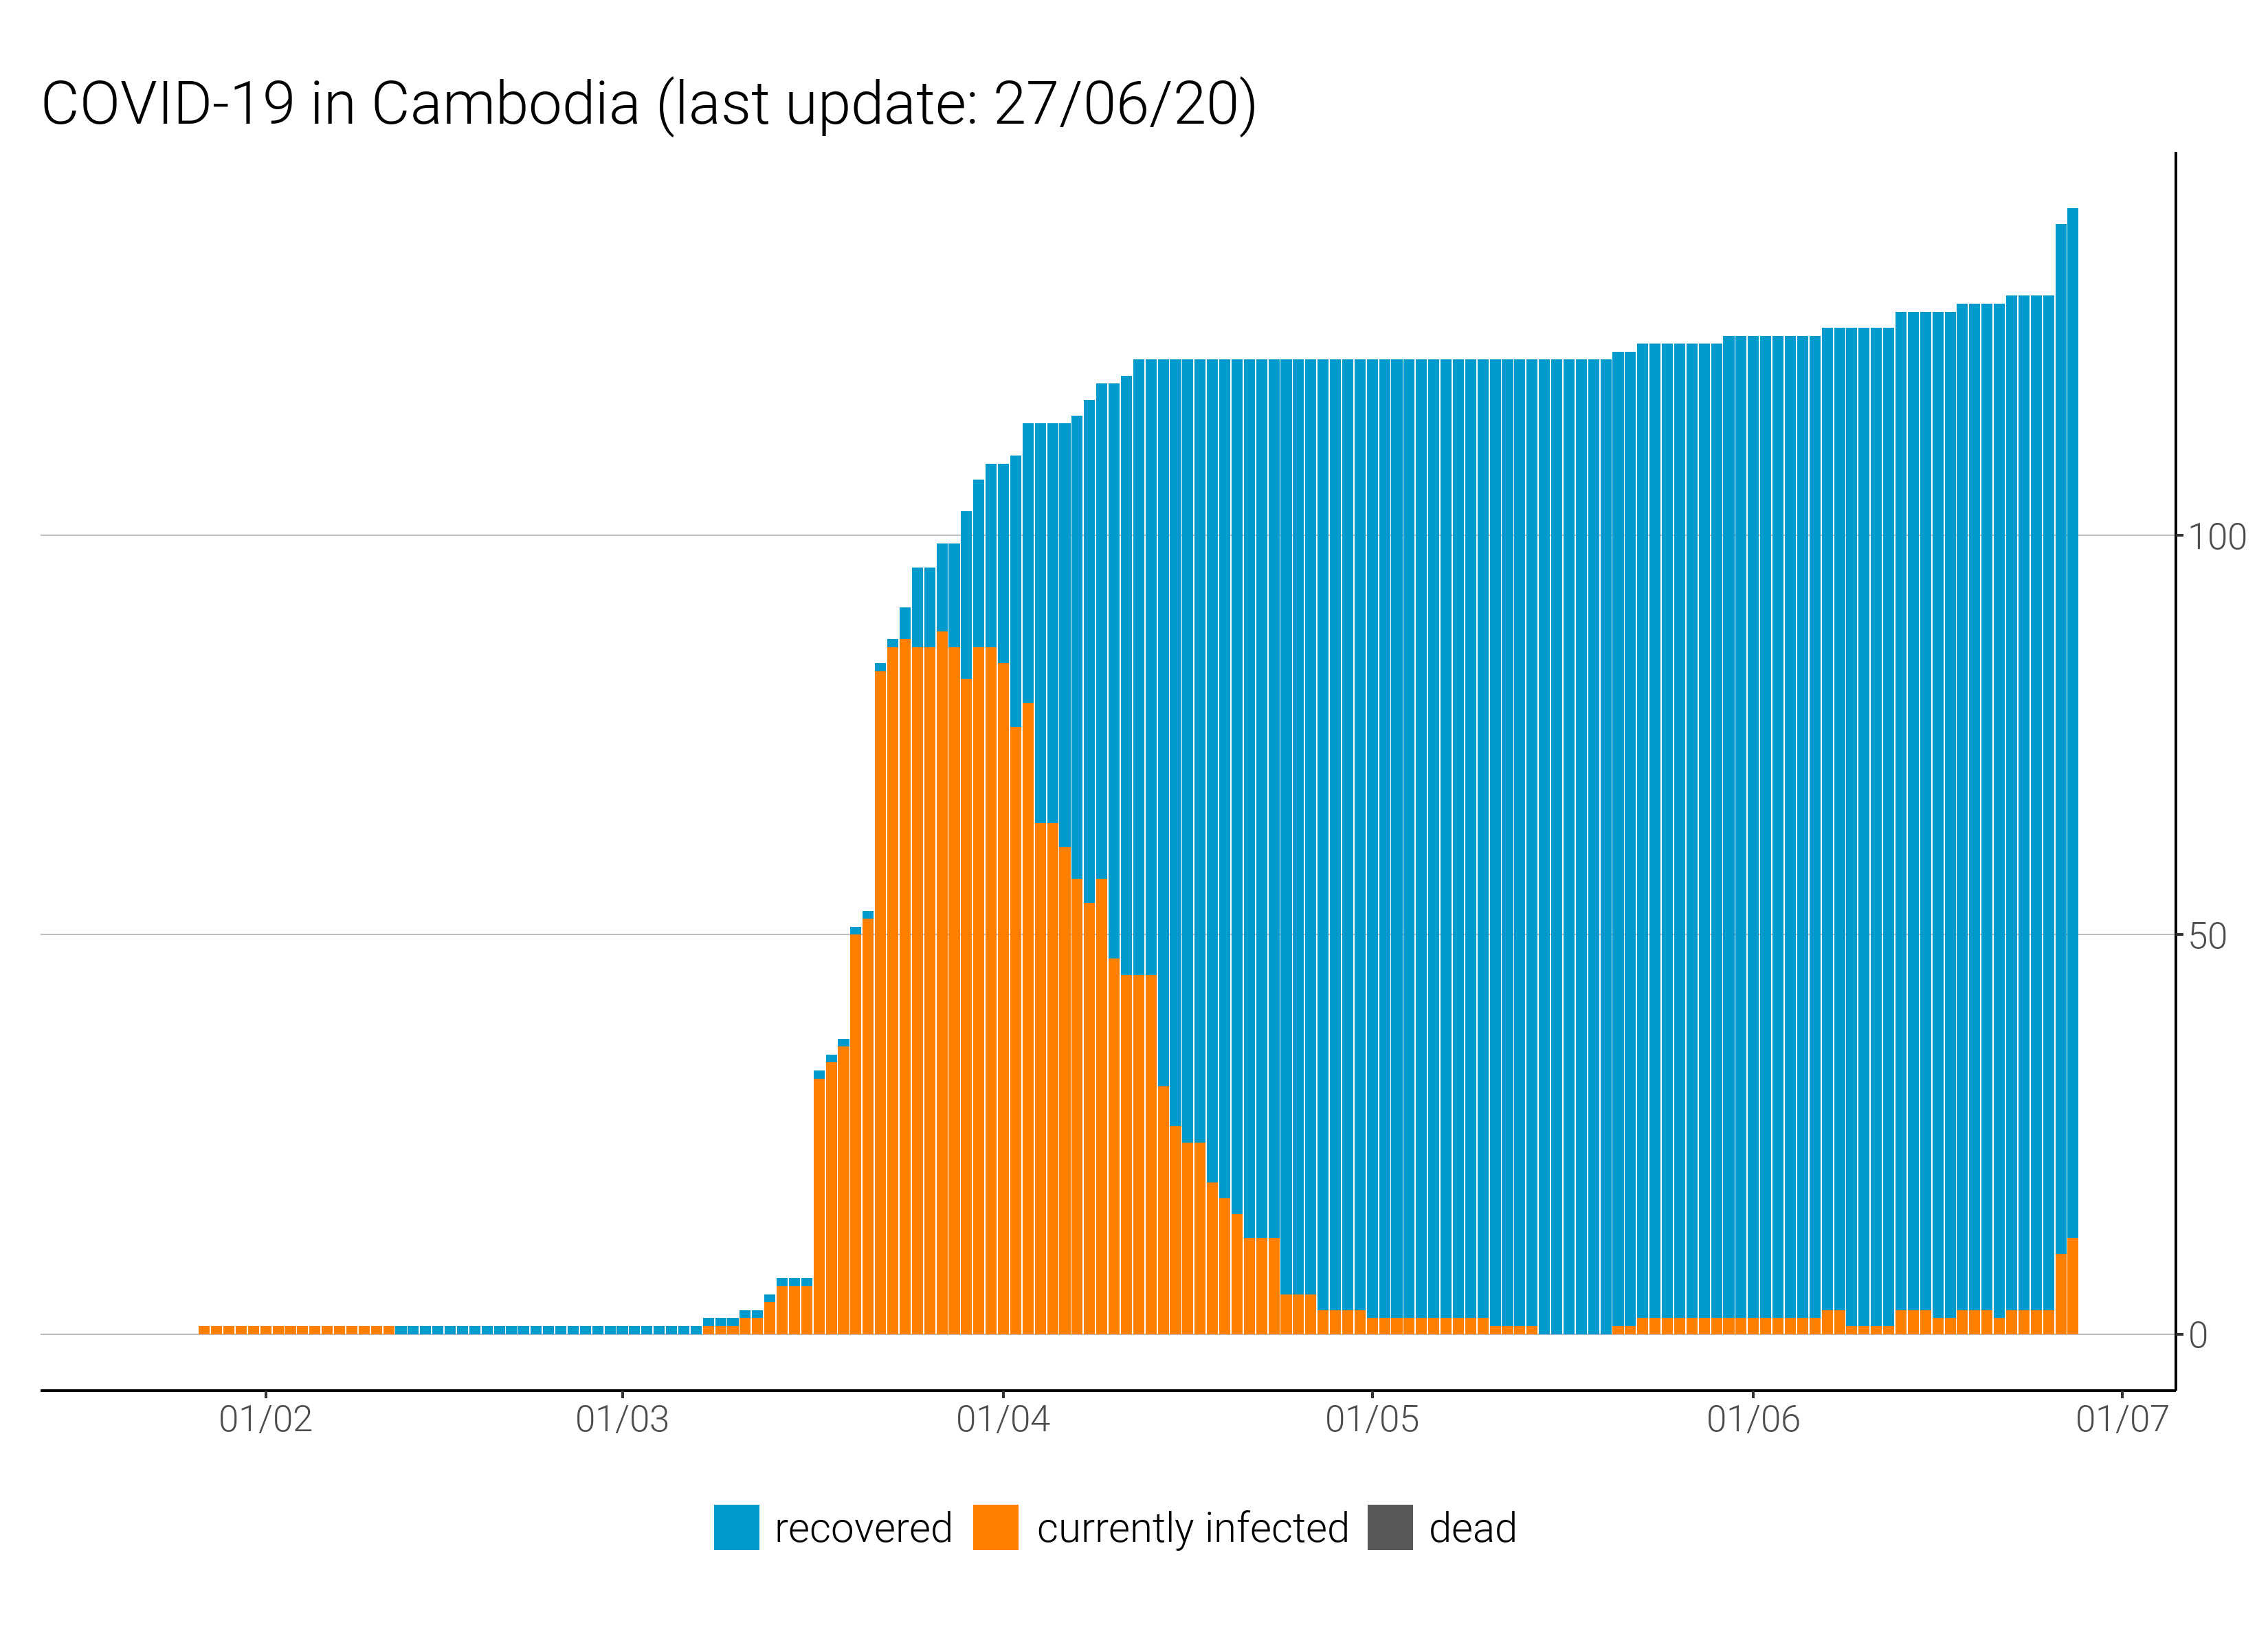 COVID-19 in Cambodia (last update: 27/06/20)
100
50
0
01/02 01/03 01/04 01/05 01/06 01/07
recovered currently infected dead